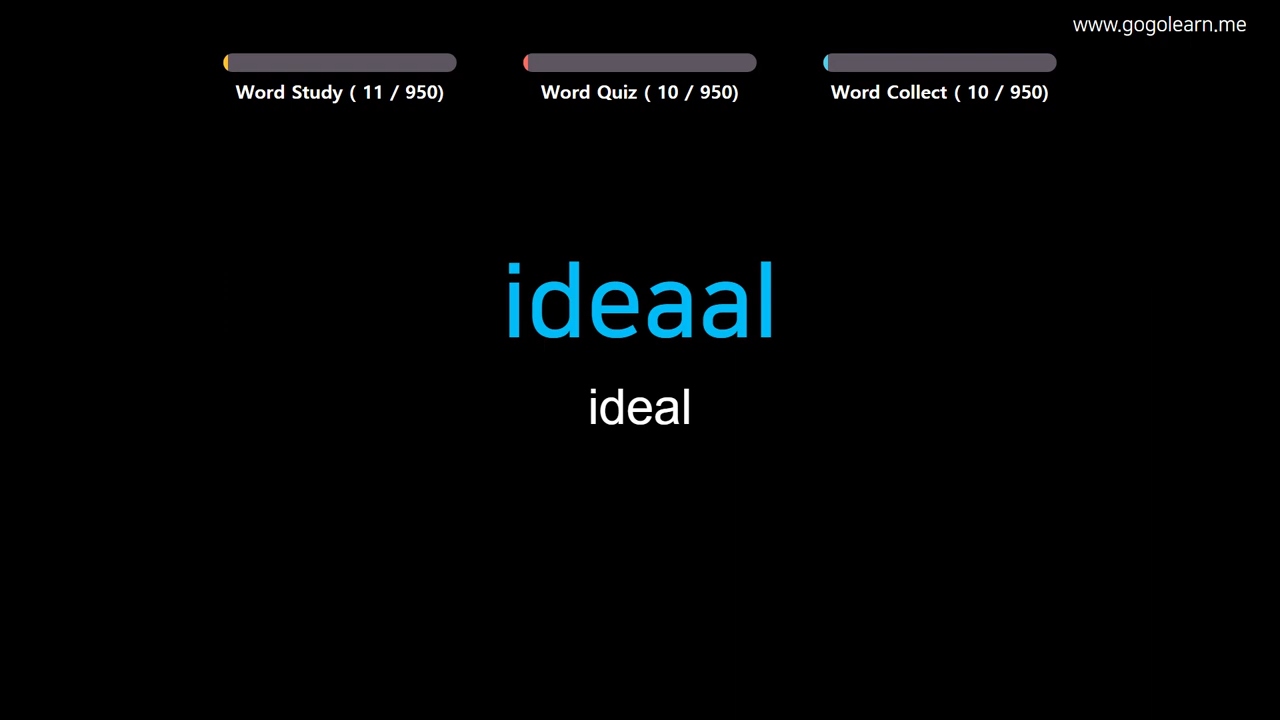 www.gogolearn.me
Word Study ( 11 / 950)
Word Quiz ( 10 / 950)
Word Collect ( 10 / 950)
ideaal
ideal